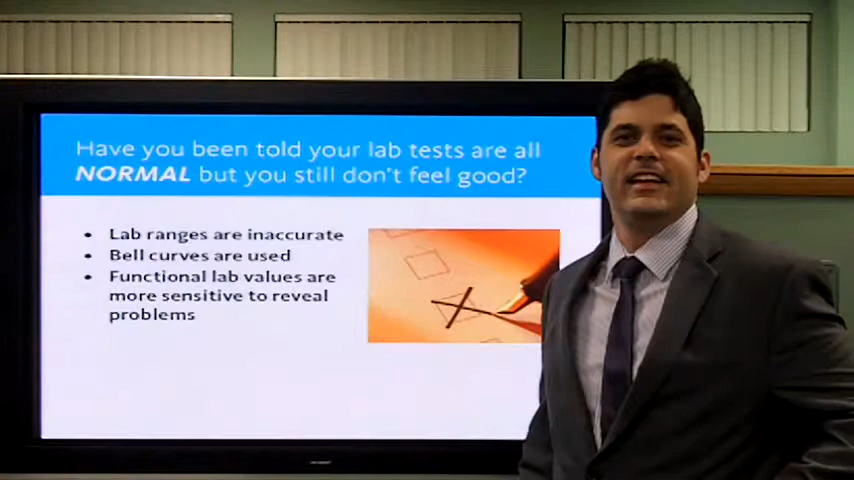 Have you been told your lab tests are all
NORMAL but you still don't feel good?
• Lab ranges are inaccurate
• Bell curves are used
• Functional lab values are
more sensitive to reveal
problems